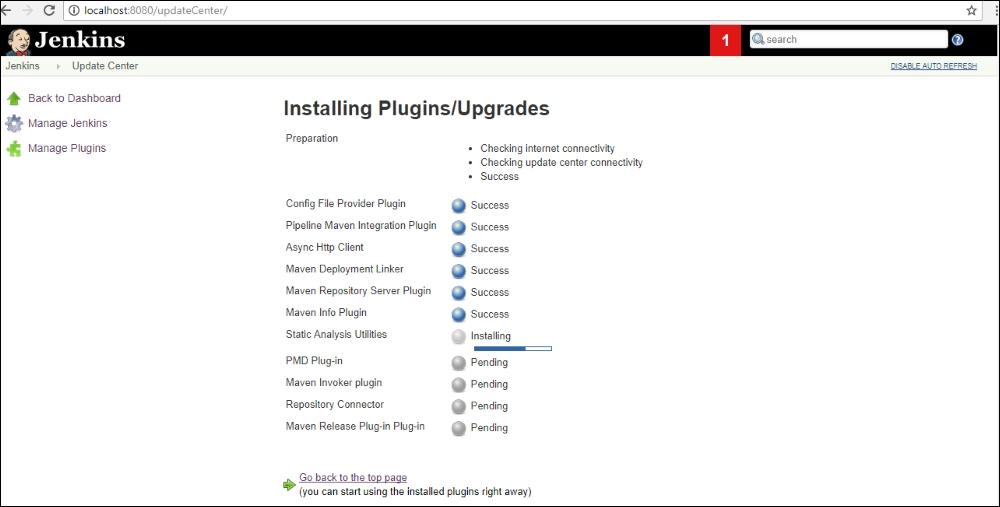 localhost:8080/updateCenter/
Jenkins
1
search
?
Jenkins
Update Center
DISABLE AUTO REFRESH
Back to Dashboard
Manage Jenkins
Manage Plugins
Installing Plugins/Upgrades
Preparation
• Checking internet connectivity
• Checking update center connectivity
• Success
Config File Provider Plugin Success
Pipeline Maven Integration Plugin Success
Async Http Client Success
Maven Deployment Linker Success
Maven Repository Server Plugin Success
Maven Info Plugin Success
Static Analysis Utilities Installing
PMD Plug-in Pending
Maven Invoker plugin Pending
Repository Connector Pending
Maven Release Plug-in Plug-in Pending
Go back to the top page
(you can start using the installed plugins right away)